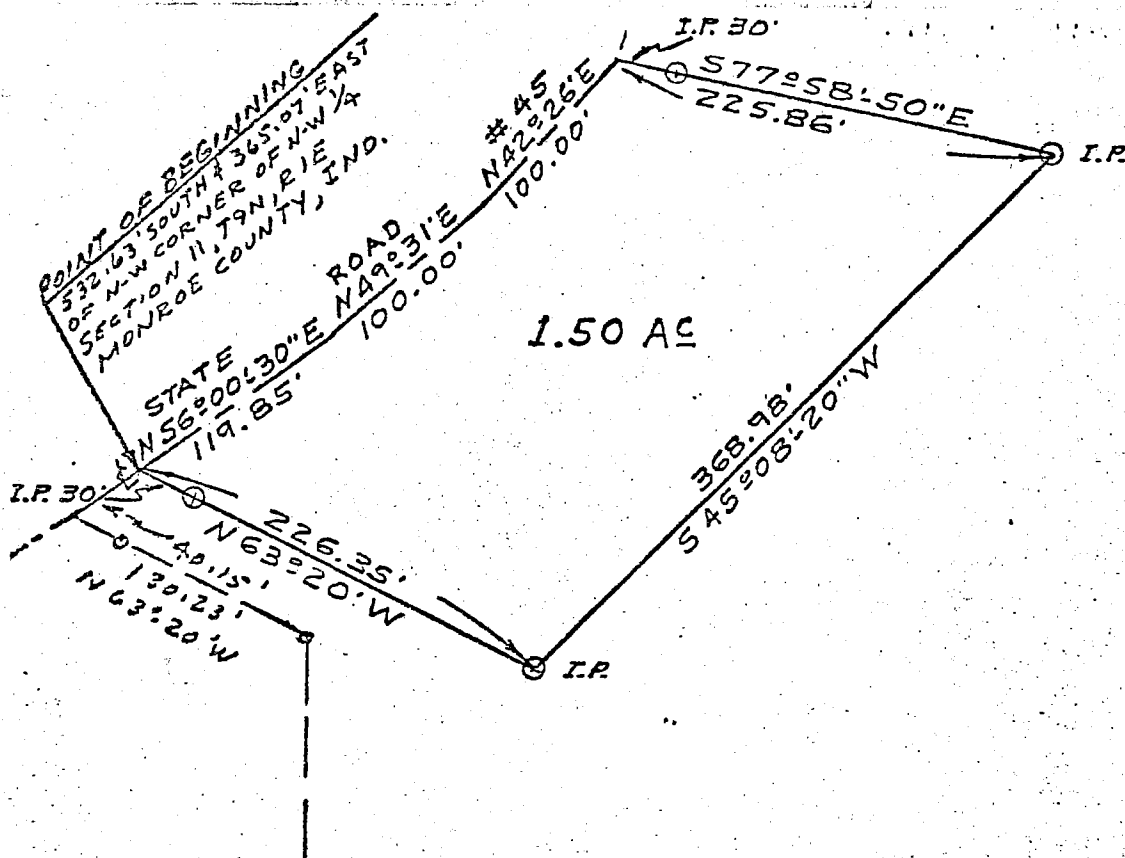 I.P. 30'
POINT OF BEGINNING
532.63' SOUTH & 365.07' EAST
OF N-W CORNER OF N-W 1/4
SECTION 11, T9N, R1E
MONROE COUNTY, IND.
#45
N42°26'E
100.00'
S77°58'-50"E
225.86'
I.P.
ROAD
N49°31'E
100.00'
1.50 Ac
STATE
N56°00'30"E
119.85'
368.98'
S45°08'-20"W
I.P. 30'
226.35'
N63°20'W
40.15'
130.23'
N63°20'W
I.P.